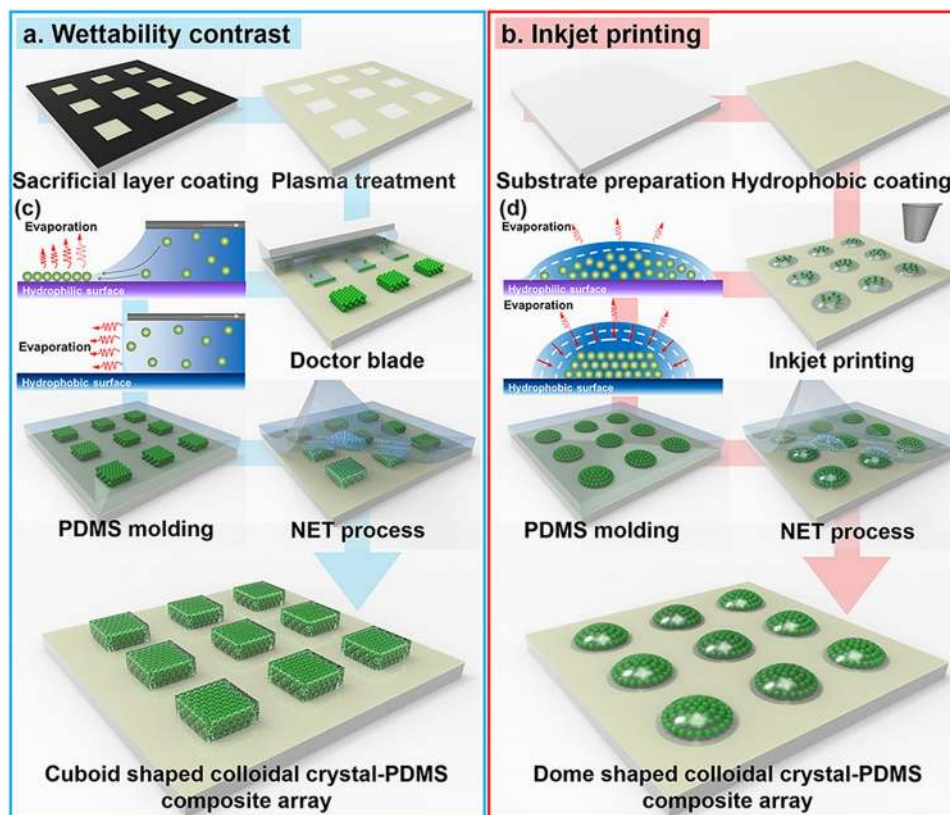 a. Wettability contrast
Sacrificial layer coating
Plasma treatment
(c)
Evaporation
Hydrophilic surface
Evaporation
Hydrophobic surface
Doctor blade
PDMS molding
NET process
Cuboid shaped colloidal crystal-PDMS
composite array
b. Inkjet printing
Substrate preparation
Hydrophobic coating
(d)
Evaporation
Hydrophilic surface
Evaporation
Hydrophobic surface
Inkjet printing
PDMS molding
NET process
Dome shaped colloidal crystal-PDMS
composite array